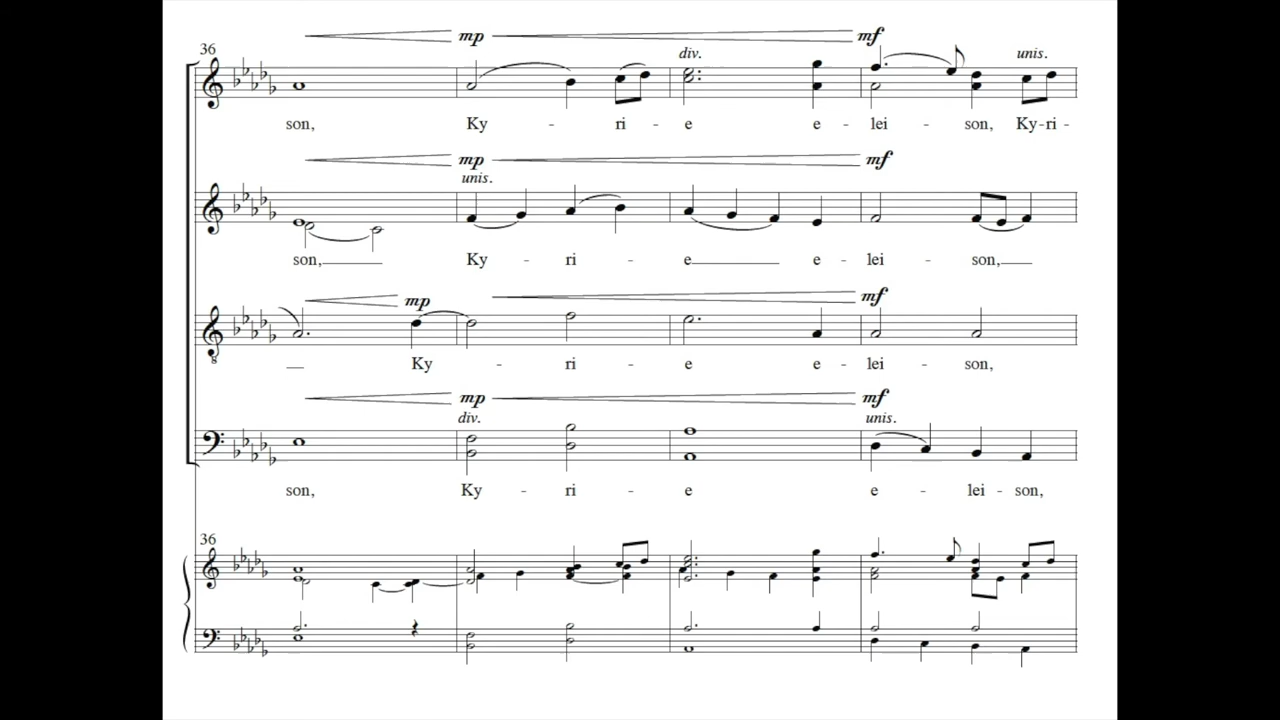 mp mf
36 div. unis.
son, Ky - ri - e e - lei - son, Ky - ri -
mp mf
unis.
son, Ky - ri - e e - lei - son,
mp mf
Ky - ri - e e - lei - son,
mp mf
div. unis.
son, Ky - ri - e e - lei - son,
36